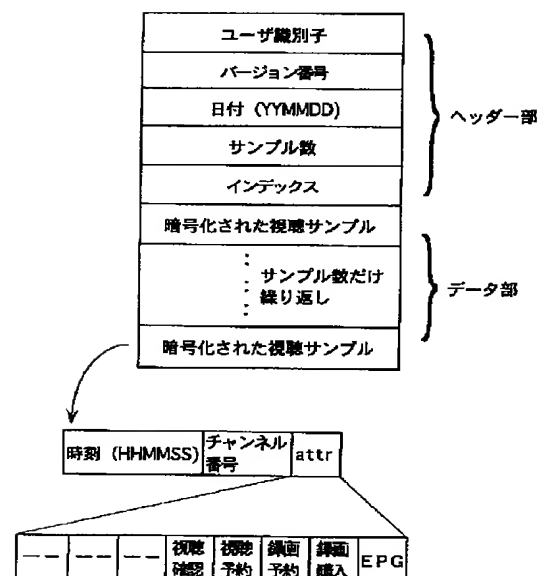 ユーザ識別子
バージョン番号
日付 (YYMMDD)
サンプル数
インデックス
ヘッダー部
暗号化された視聴サンプル
サンプル数だけ
繰り返し
データ部
暗号化された視聴サンプル
時刻 (HHMMSS)
チャンネル
番号
attr
-- -- -- 視聴 視聴 録画 録画 EPG
確認 予約 予約 購入